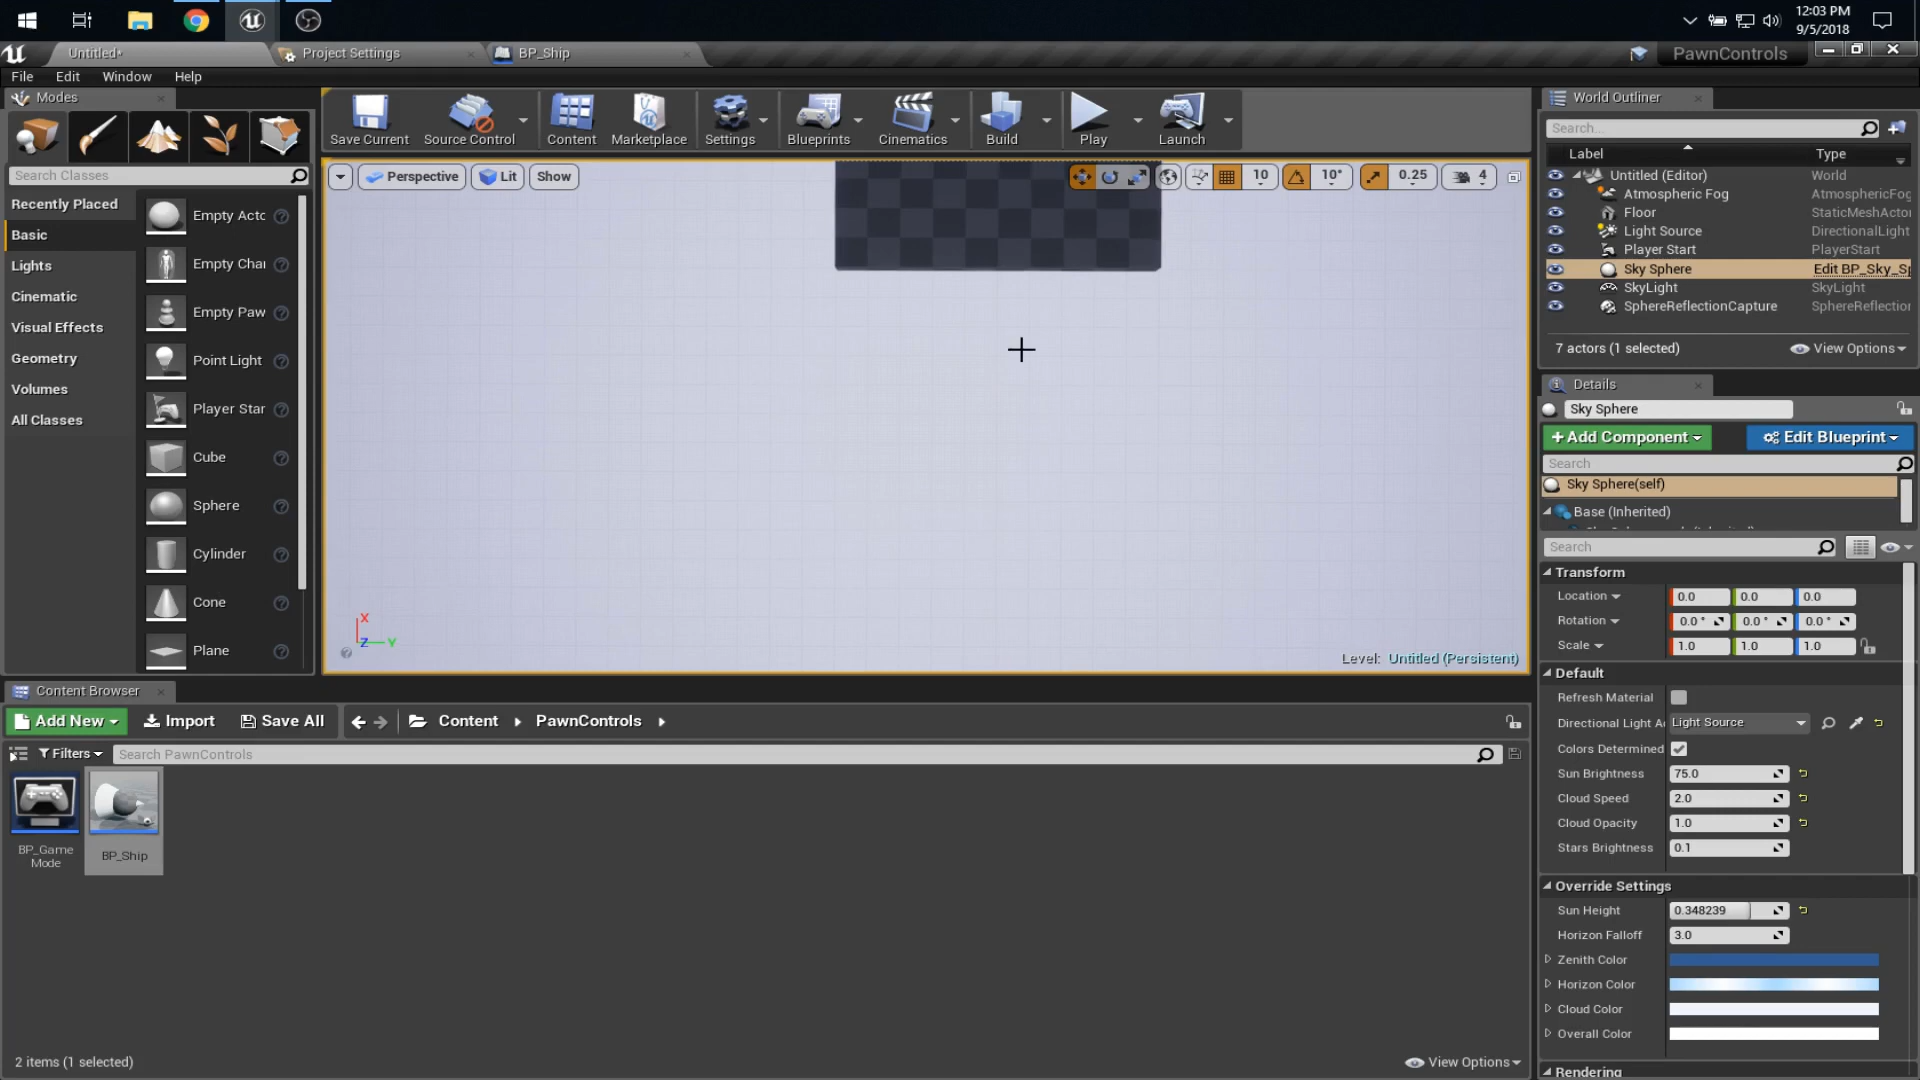 12:03 PM
9/5/2018
Untitled*
Project Settings
BP_Ship
PawnControls
File Edit Window Help
Modes
Search Classes
Recently Placed
Basic
Lights
Cinematic
Visual Effects
Geometry
Volumes
All Classes
Empty Acto
Empty Char
Empty Paw
Point Light
Player Star
Cube
Sphere
Cylinder
Cone
Plane
Save Current
Source Control
Content
Marketplace
Settings
Blueprints
Cinematics
Build
Play
Launch
Perspective
Lit
Show
10
10°
0.25
4
X
Z Y
Level: Untitled (Persistent)
World Outliner
Search...
Label Type
Untitled (Editor) World
Atmospheric Fog AtmosphericFog
Floor StaticMeshActor
Light Source DirectionalLight
Player Start PlayerStart
Sky Sphere Edit BP_Sky_Sp
SkyLight SkyLight
SphereReflectionCapture SphereReflection
7 actors (1 selected) View Options
Details
Sky Sphere
+ Add Component Edit Blueprint
Search
Sky Sphere(self)
Base (Inherited)
Search
Transform
Location 0.0 0.0 0.0
Rotation 0.0 ° 0.0 ° 0.0 °
Scale 1.0 1.0 1.0
Default
Refresh Material
Directional Light Ac Light Source
Colors Determined
Sun Brightness 75.0
Cloud Speed 2.0
Cloud Opacity 1.0
Stars Brightness 0.1
Override Settings
Sun Height 0.348239
Horizon Falloff 3.0
Zenith Color
Horizon Color
Cloud Color
Overall Color
Rendering
Content Browser
Add New Import Save All Content PawnControls
Filters Search PawnControls
BP_Game
Mode
BP_Ship
2 items (1 selected) View Options